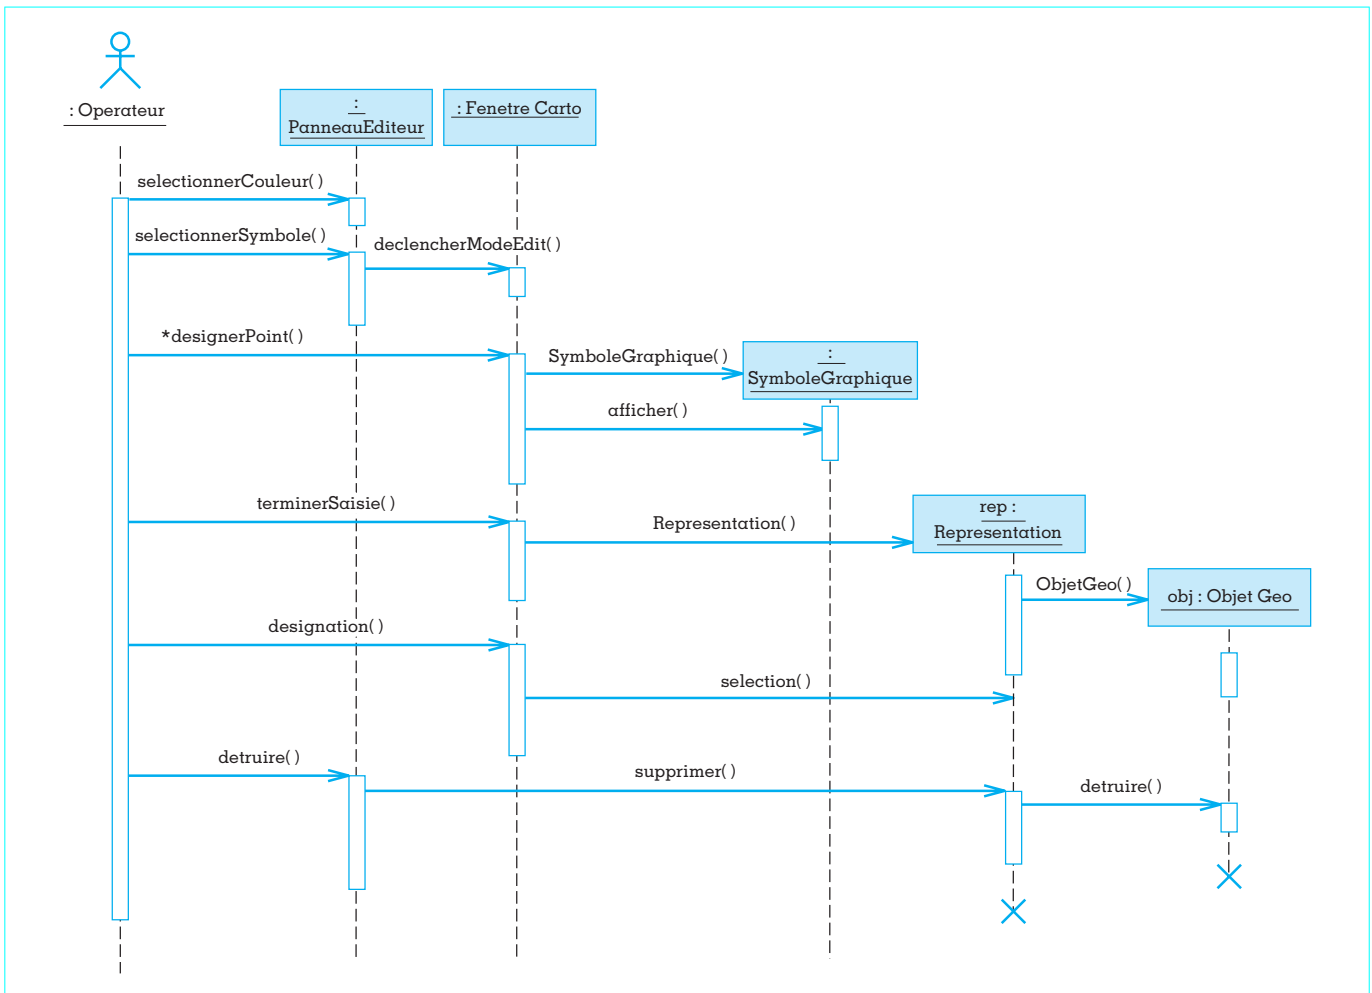 : Operateur
:
PanneauEditeur
: Fenetre Carto
selectionnerCouleur( )
selectionnerSymbole( )
declencherModeEdit( )
*designerPoint( )
SymboleGraphique( )
:
SymboleGraphique
afficher( )
terminerSaisie( )
Representation( )
rep :
Representation
ObjetGeo( )
obj : Objet Geo
designation( )
selection( )
detruire( )
supprimer( )
detruire( )